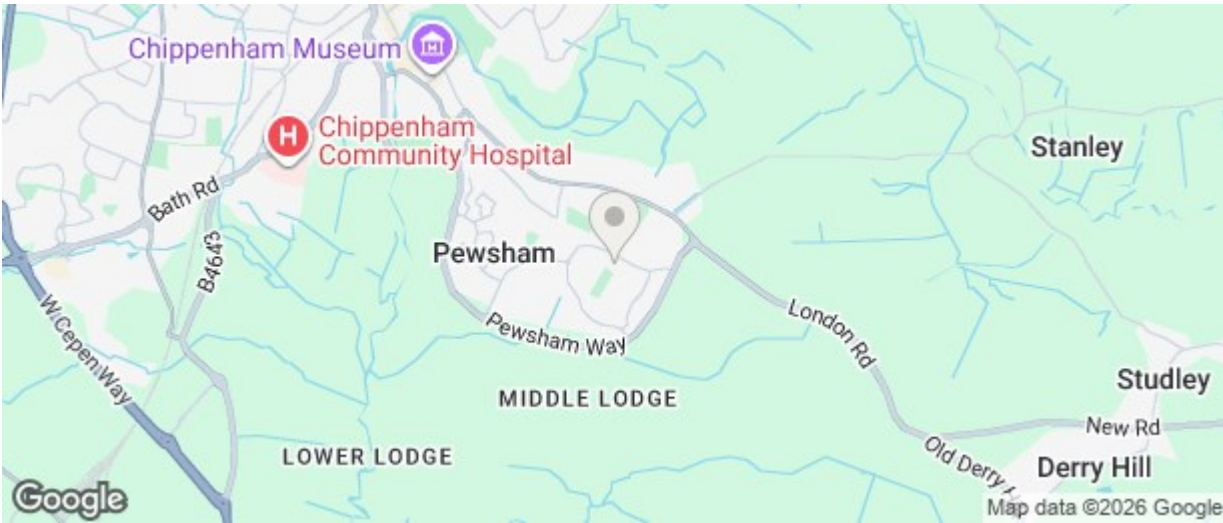 Chippenham Museum
H
Chippenham
Community Hospital
Stanley
Bath Rd
Pewsham
B4643
W Cepen Way
London Rd
Pewsham Way
Studley
MIDDLE LODGE
New Rd
LOWER LODGE
Old Derry H
Derry Hill
Google
Map data ©2026 Google